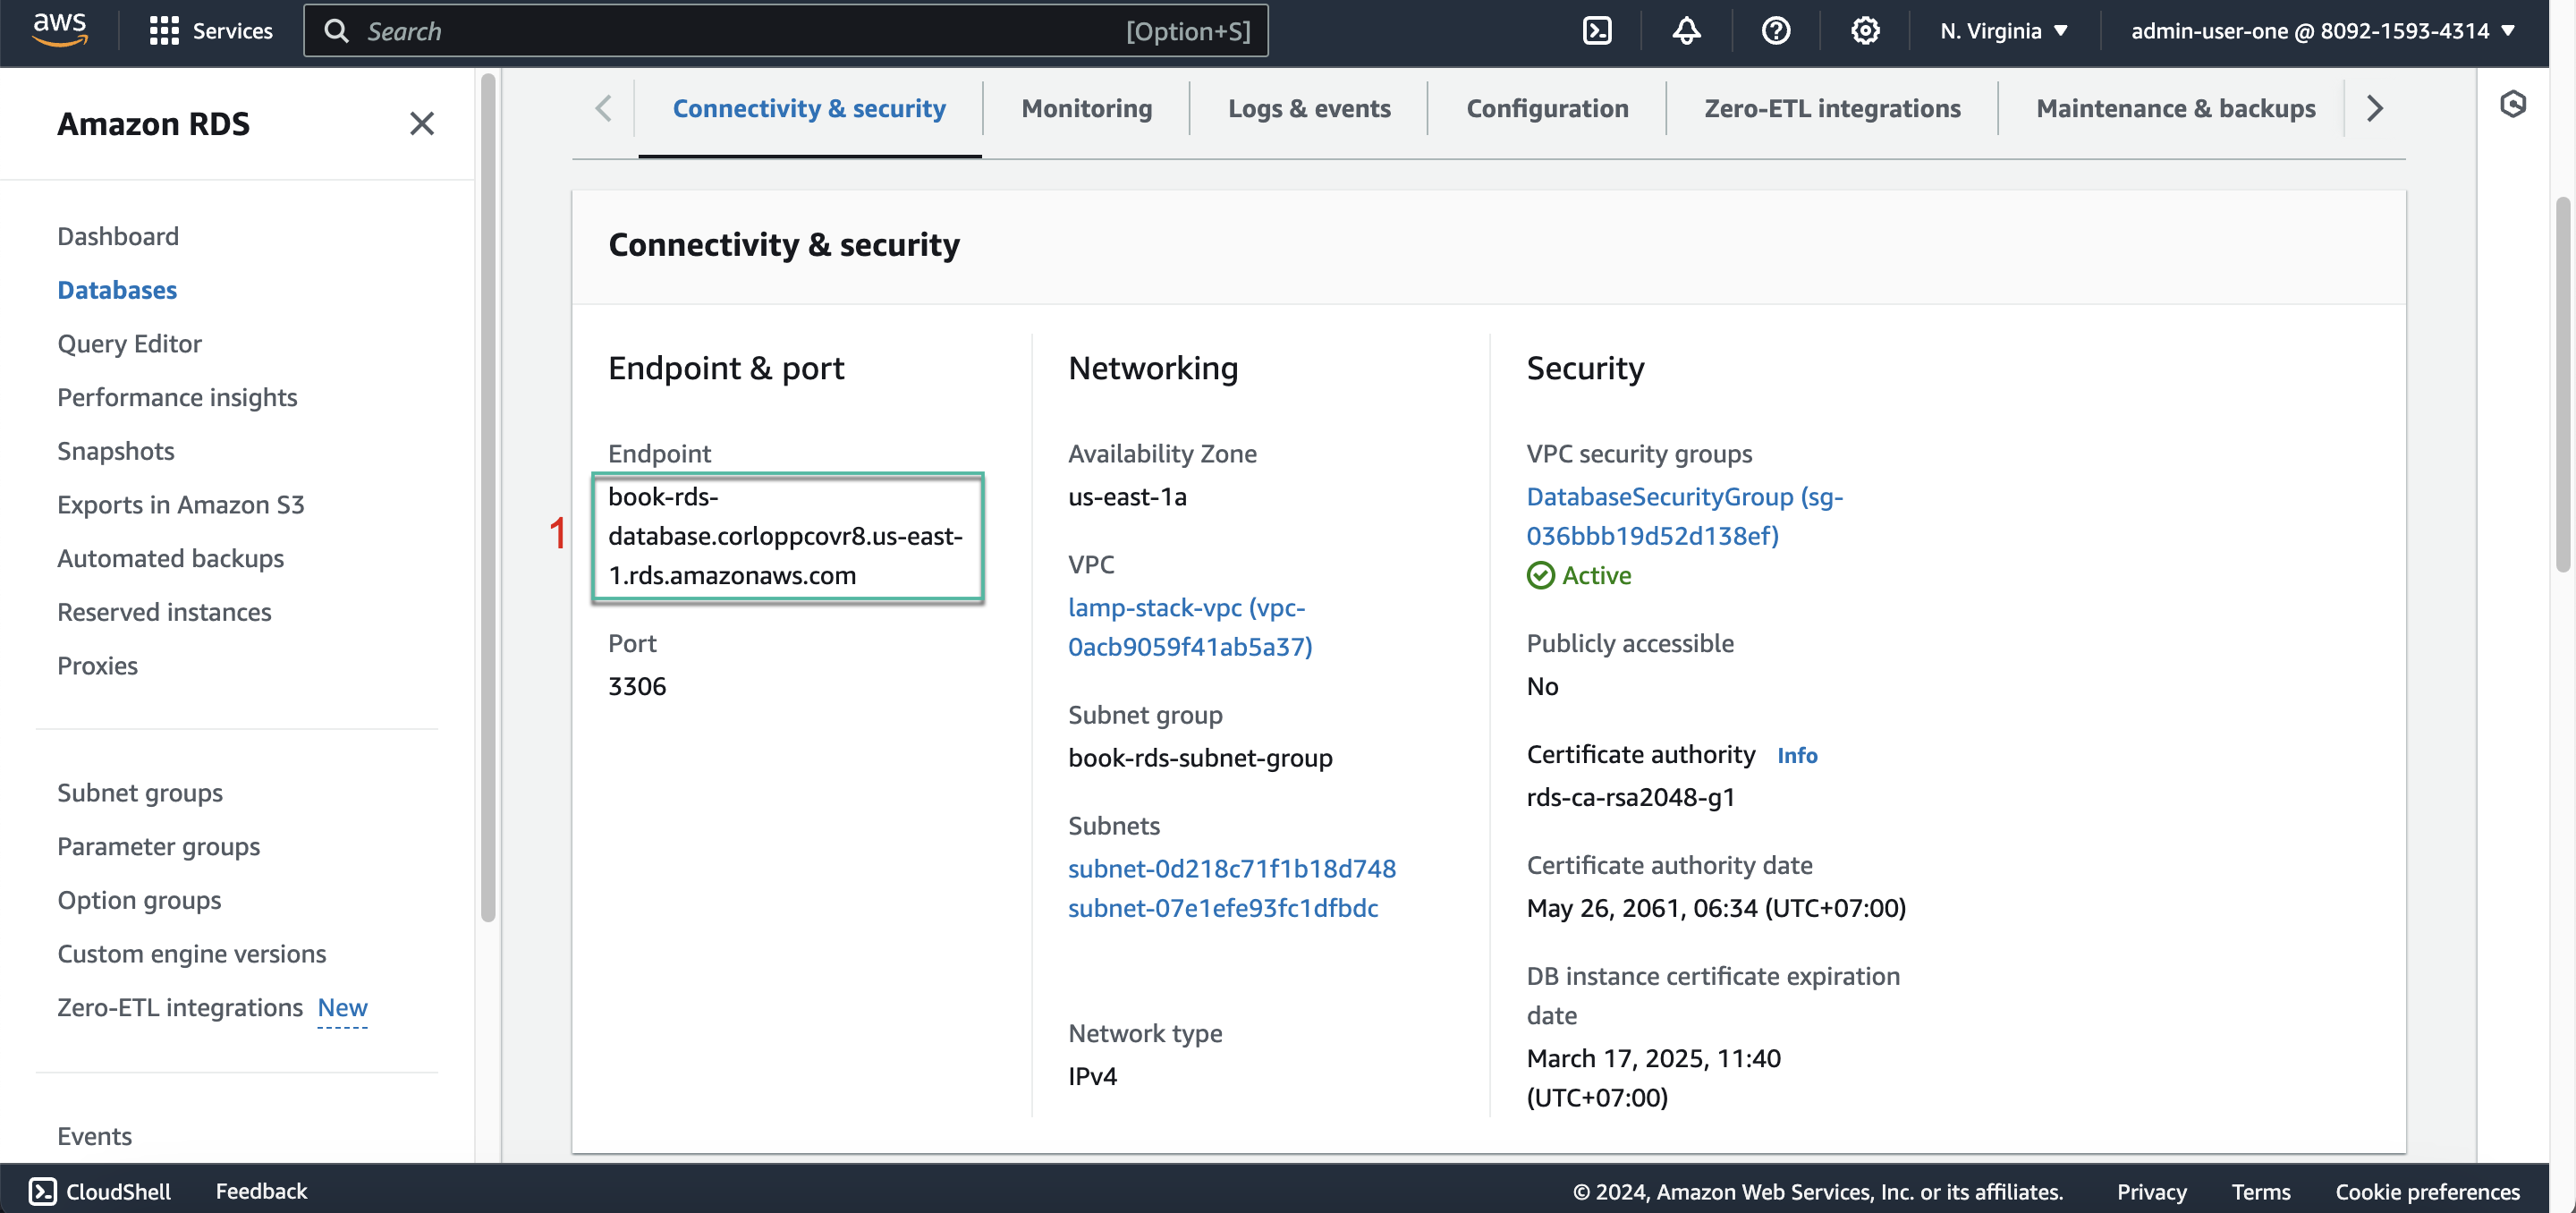 aws
Services
Search
[Option+S]
N. Virginia
admin-user-one @ 8092-1593-4314
Amazon RDS
Dashboard
Databases
Query Editor
Performance insights
Snapshots
Exports in Amazon S3
Automated backups
Reserved instances
Proxies
Subnet groups
Parameter groups
Option groups
Custom engine versions
Zero-ETL integrations New
Events
Connectivity & security
Monitoring
Logs & events
Configuration
Zero-ETL integrations
Maintenance & backups
Connectivity & security
Endpoint & port
Endpoint
1
book-rds-
database.corloppcovr8.us-east-
1.rds.amazonaws.com
Port
3306
Networking
Availability Zone
us-east-1a
VPC
lamp-stack-vpc (vpc-
0acb9059f41ab5a37)
Subnet group
book-rds-subnet-group
Subnets
subnet-0d218c71f1b18d748
subnet-07e1efe93fc1dfbdc
Network type
IPv4
Security
VPC security groups
DatabaseSecurityGroup (sg-
036bbb19d52d138ef)
Active
Publicly accessible
No
Certificate authority Info
rds-ca-rsa2048-g1
Certificate authority date
May 26, 2061, 06:34 (UTC+07:00)
DB instance certificate expiration
date
March 17, 2025, 11:40
(UTC+07:00)
CloudShell
Feedback
© 2024, Amazon Web Services, Inc. or its affiliates.
Privacy
Terms
Cookie preferences